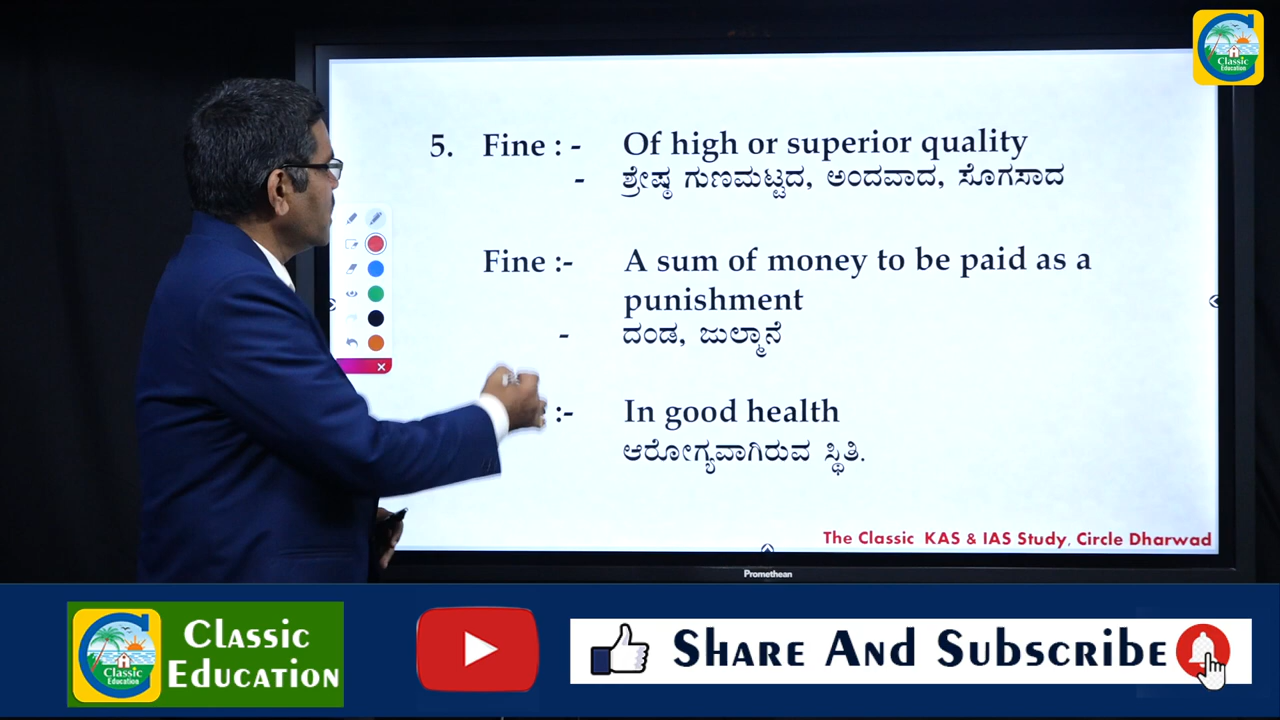 Classic
Education
5. Fine : - Of high or superior quality
- ಶ್ರೇಷ್ಠ ಗುಣಮಟ್ಟದ, ಅಂದವಾದ, ಸೊಗಸಾದ
Fine :- A sum of money to be paid as a
punishment
- ದಂಡ, ಜುಲ್ಮಾನೆ
:- In good health
ಆರೋಗ್ಯವಾಗಿರುವ ಸ್ಥಿತಿ.
The Classic KAS & IAS Study, Circle Dharwad
Promethean
Classic
Education
Classic
Education
Share And Subscribe